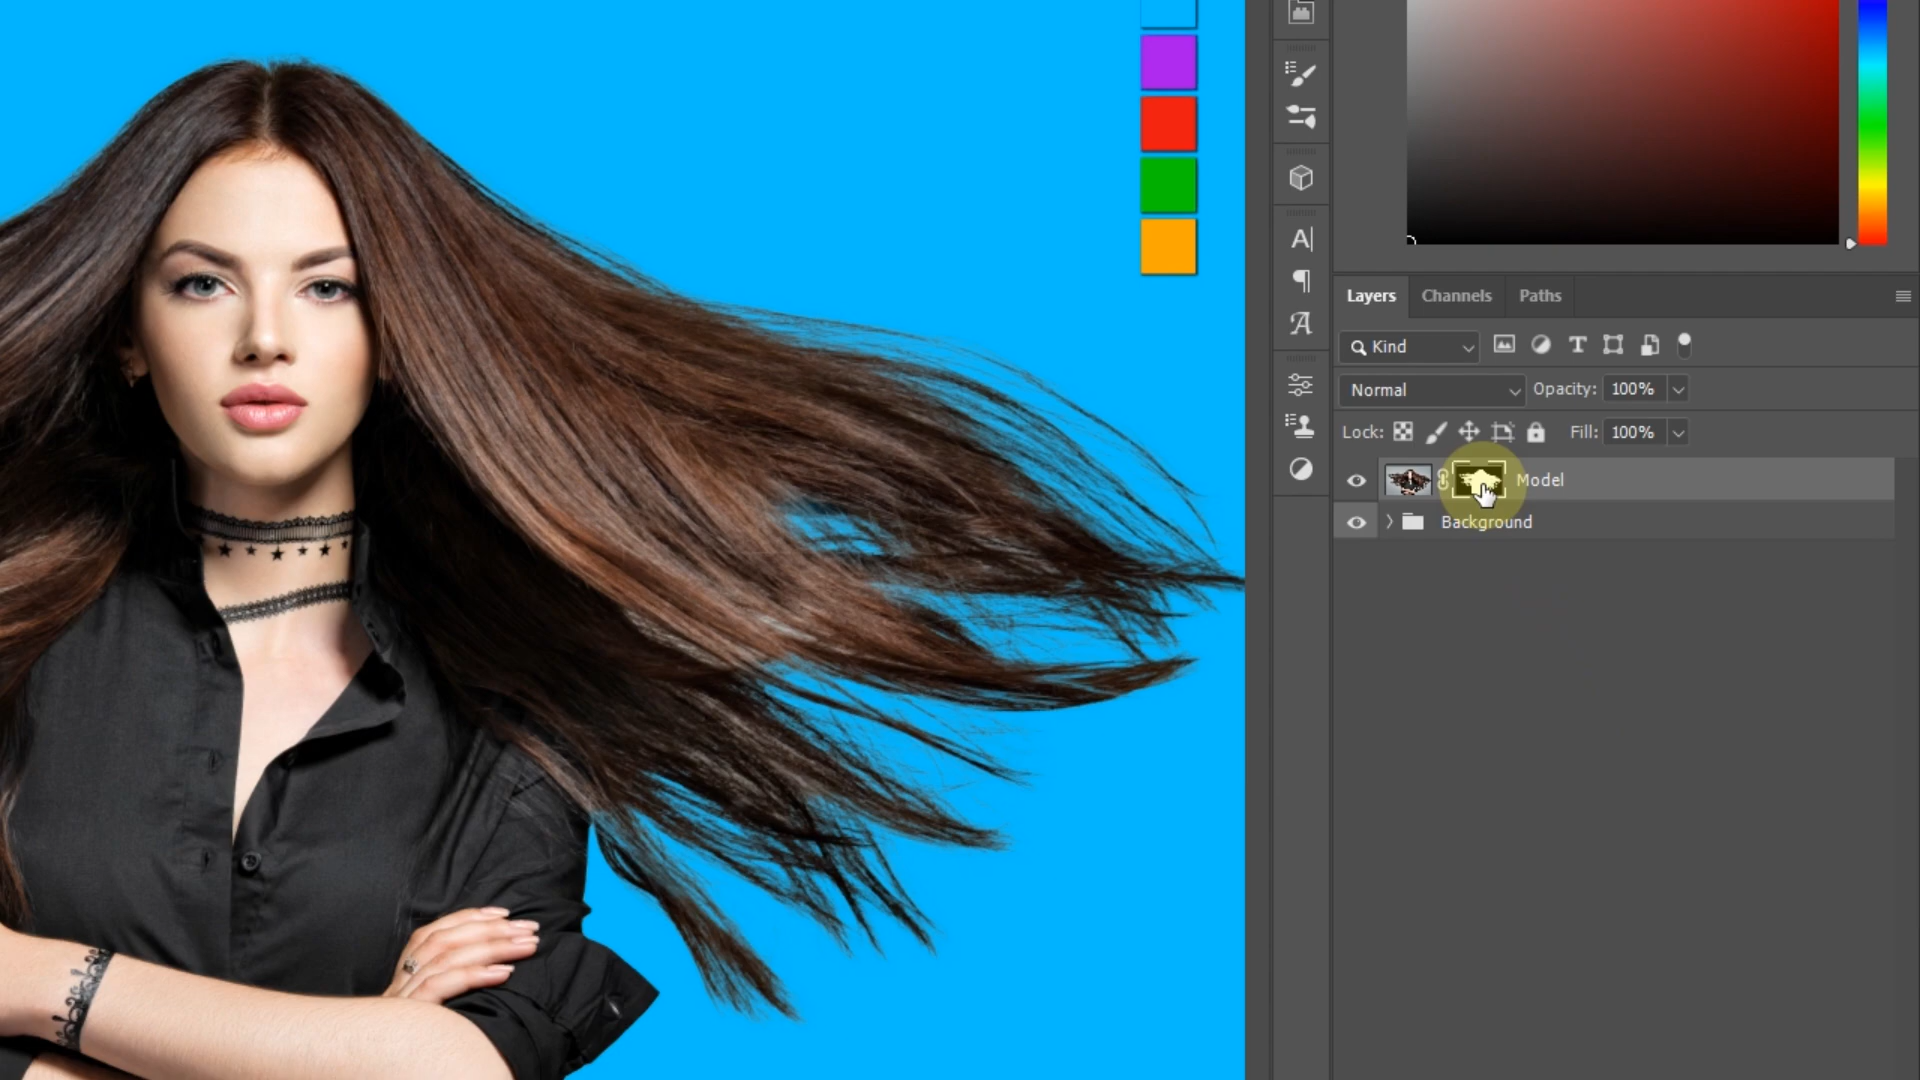 Layers Channels Paths
Kind
Normal Opacity: 100%
Lock: Fill: 100%
Model
Background